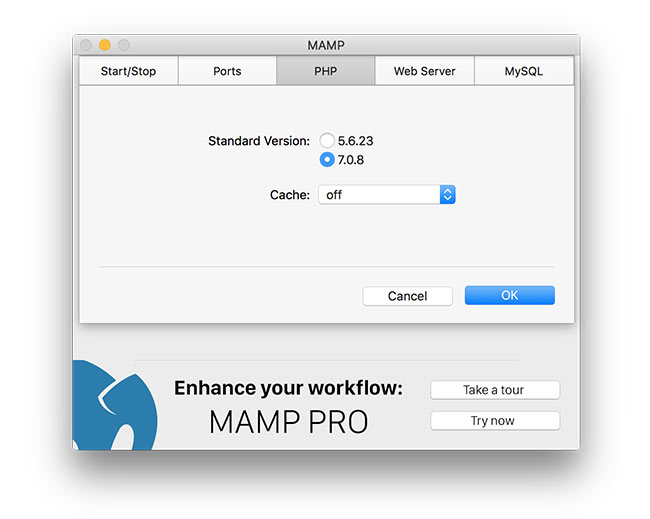 MAMP
Start/Stop Ports PHP Web Server MySQL
Standard Version: 5.6.23
7.0.8
Cache: off
Cancel OK
Enhance your workflow: Take a tour
MAMP PRO Try now